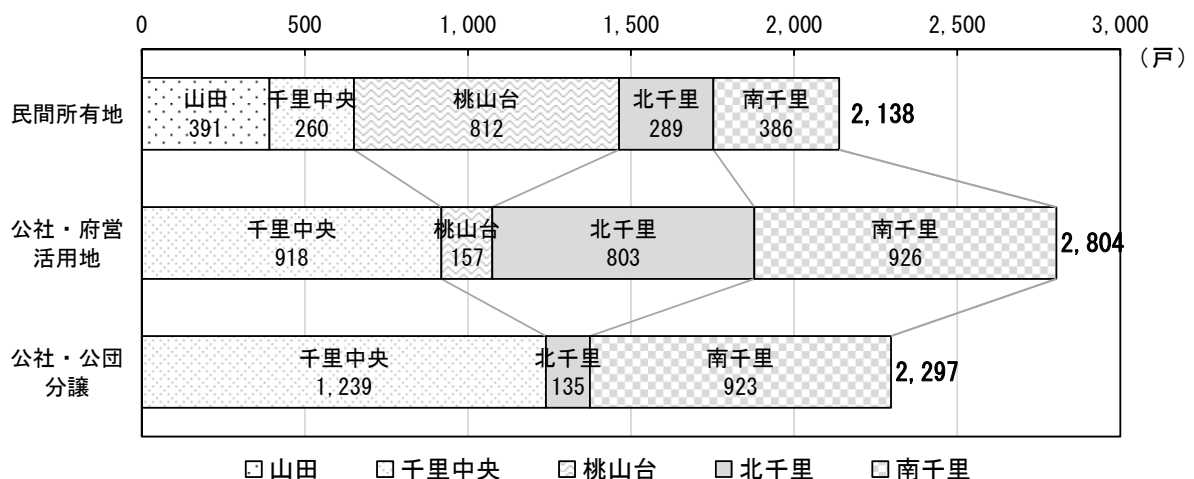 0 500 1,000 1,500 2,000 2,500 3,000
（戸）
民間所有地
山田 千里中央 桃山台 北千里 南千里
391 260 812 289 386
2,138
公社・府営
活用地
千里中央 桃山台 北千里 南千里
918 157 803 926
2,804
公社・公団
分譲
千里中央 北千里 南千里
1,239 135 923
2,297
山田 千里中央 桃山台 北千里 南千里